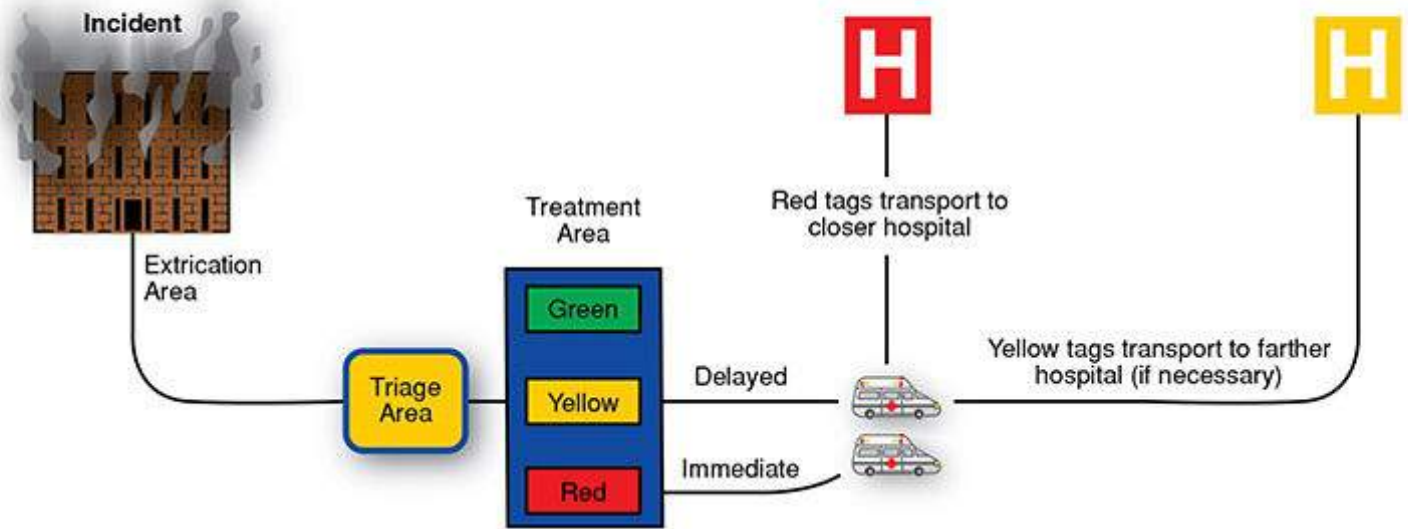 Incident
H
H
Red tags transport to
closer hospital
Treatment
Area
Extrication
Area
Green
Triage
Area
Yellow
Delayed
Yellow tags transport to farther
hospital (if necessary)
Red
Immediate